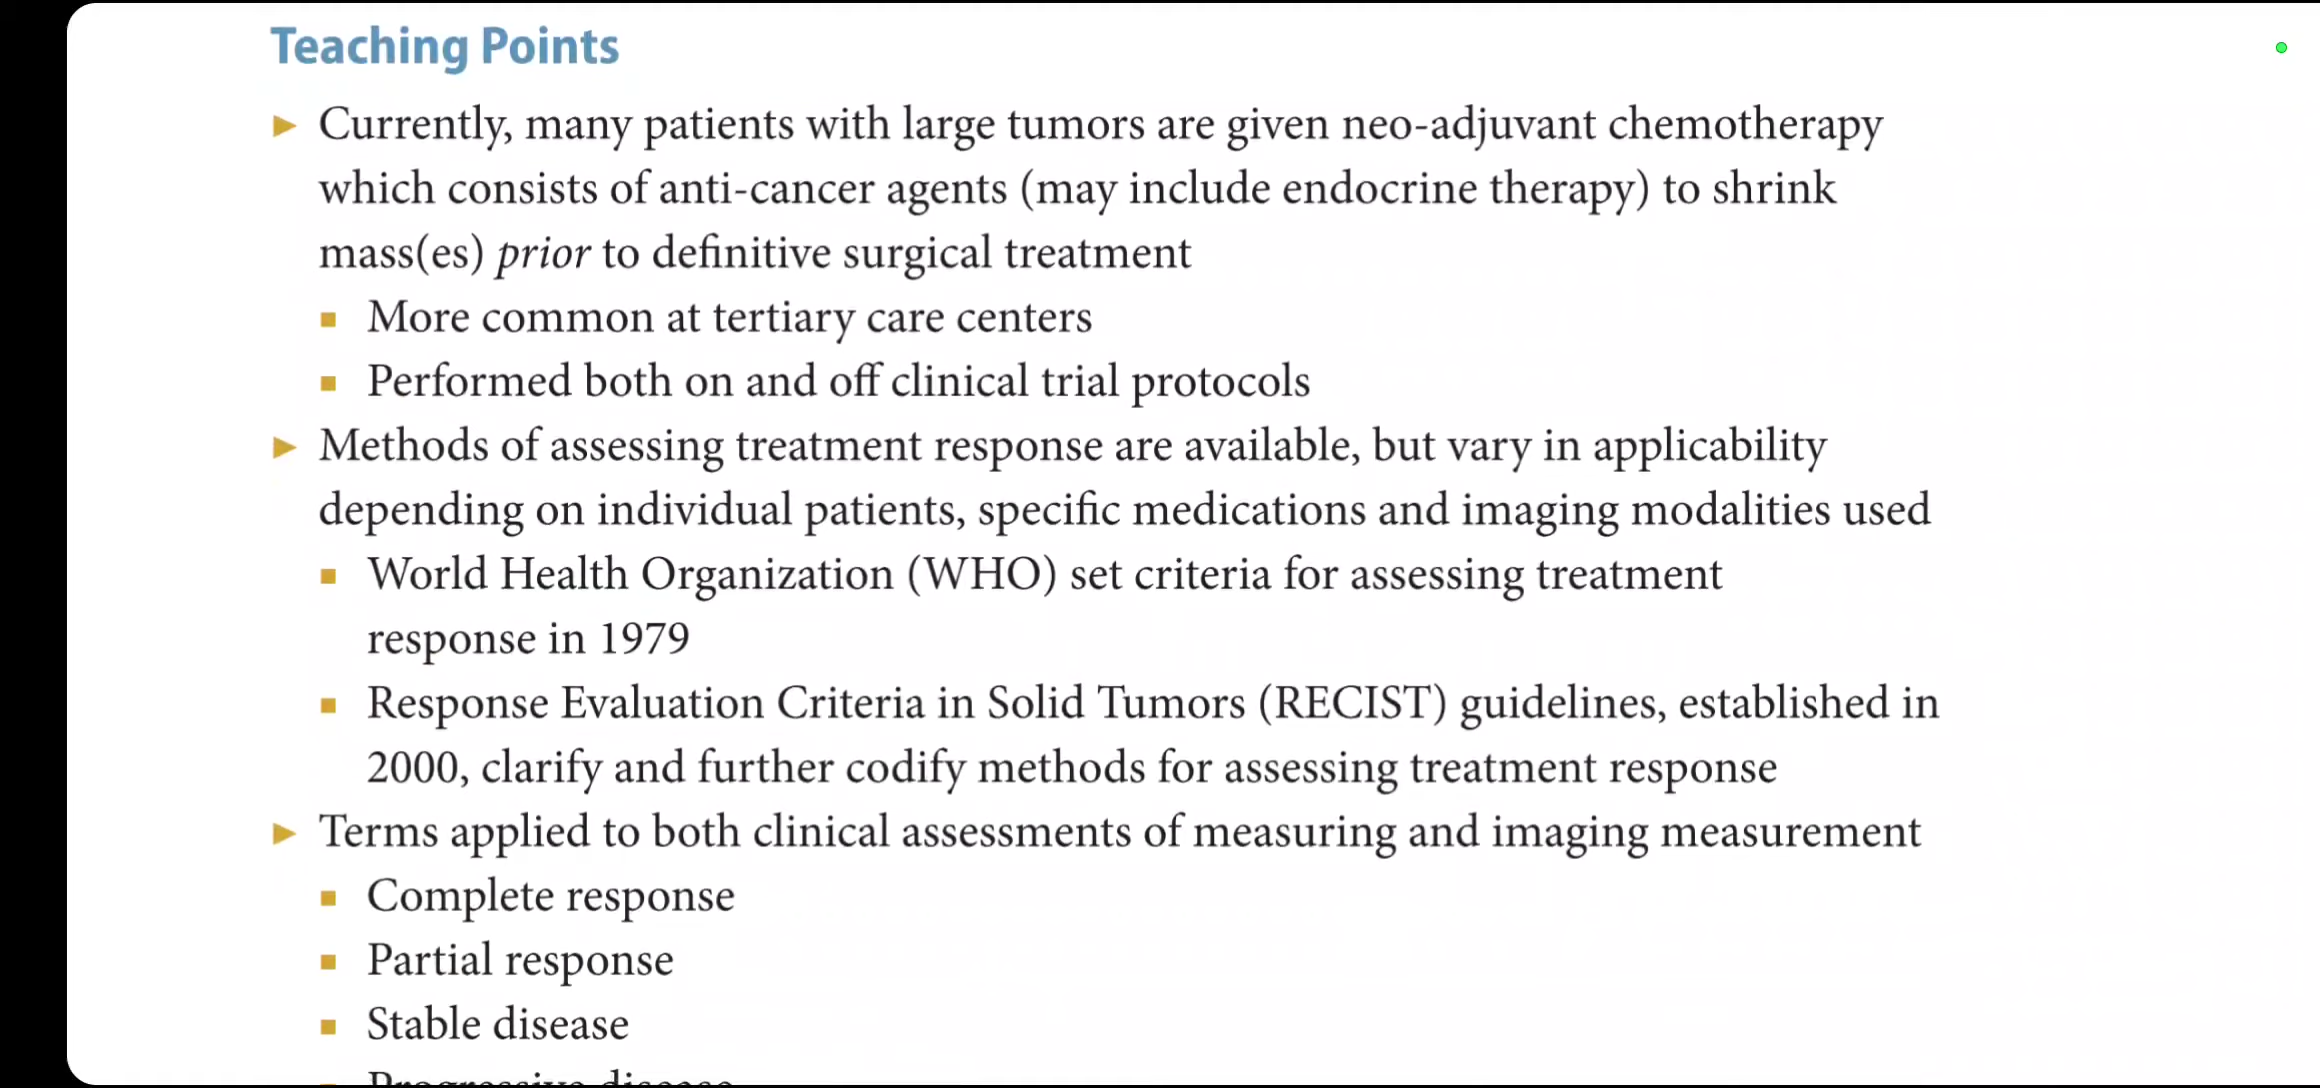 Teaching Points
► Currently, many patients with large tumors are given neo-adjuvant chemotherapy
which consists of anti-cancer agents (may include endocrine therapy) to shrink
mass(es) prior to definitive surgical treatment
▪ More common at tertiary care centers
▪ Performed both on and off clinical trial protocols
► Methods of assessing treatment response are available, but vary in applicability
depending on individual patients, specific medications and imaging modalities used
▪ World Health Organization (WHO) set criteria for assessing treatment
response in 1979
▪ Response Evaluation Criteria in Solid Tumors (RECIST) guidelines, established in
2000, clarify and further codify methods for assessing treatment response
► Terms applied to both clinical assessments of measuring and imaging measurement
▪ Complete response
▪ Partial response
▪ Stable disease
▪ Progressive disease